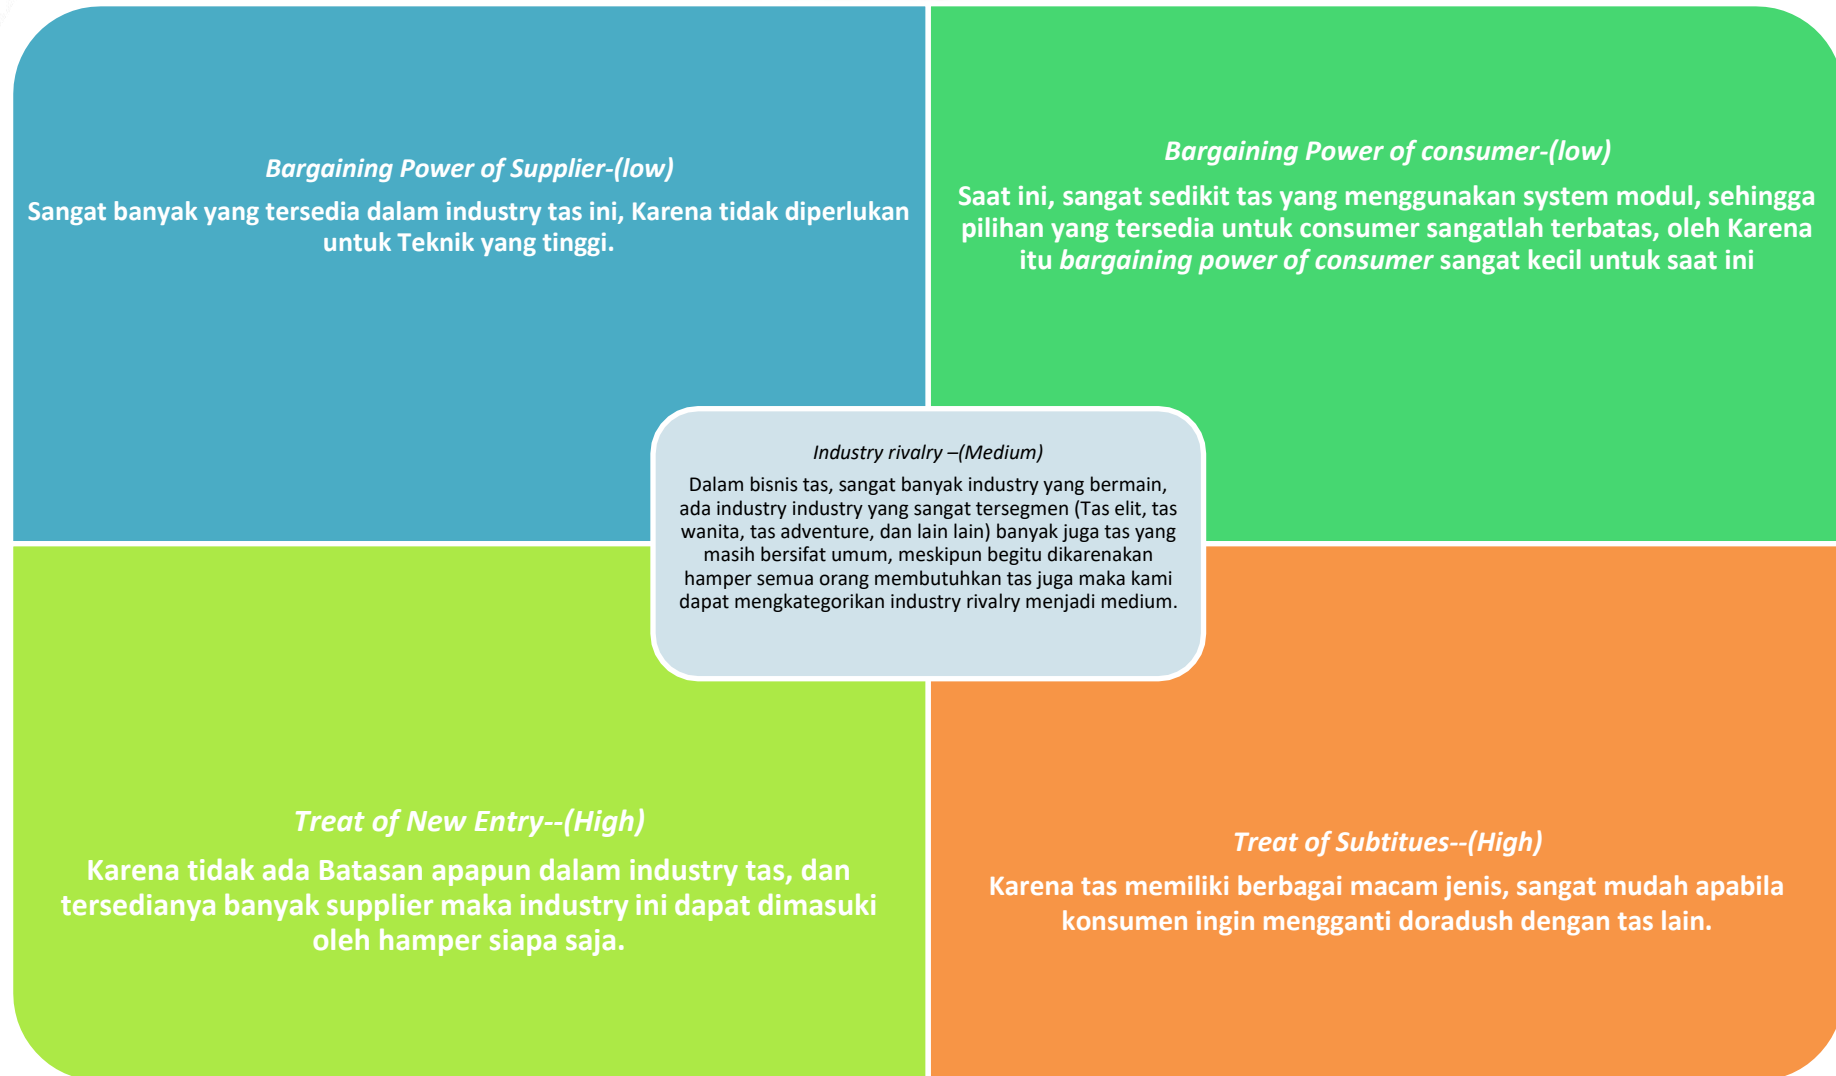 Bargaining Power of Supplier-(low)
Sangat banyak yang tersedia dalam industry tas ini, Karena tidak diperlukan
untuk Teknik yang tinggi.
Bargaining Power of consumer-(low)
Saat ini, sangat sedikit tas yang menggunakan system modul, sehingga
pilihan yang tersedia untuk consumer sangatlah terbatas, oleh Karena
itu bargaining power of consumer sangat kecil untuk saat ini
Industry rivalry –(Medium)
Dalam bisnis tas, sangat banyak industry yang bermain,
ada industry industry yang sangat tersegmen (Tas elit, tas
wanita, tas adventure, dan lain lain) banyak juga tas yang
masih bersifat umum, meskipun begitu dikarenakan
hamper semua orang membutuhkan tas juga maka kami
dapat mengkategorikan industry rivalry menjadi medium.
Treat of New Entry--(High)
Karena tidak ada Batasan apapun dalam industry tas, dan
tersedianya banyak supplier maka industry ini dapat dimasuki
oleh hamper siapa saja.
Treat of Subtitues--(High)
Karena tas memiliki berbagai macam jenis, sangat mudah apabila
konsumen ingin mengganti doradush dengan tas lain.